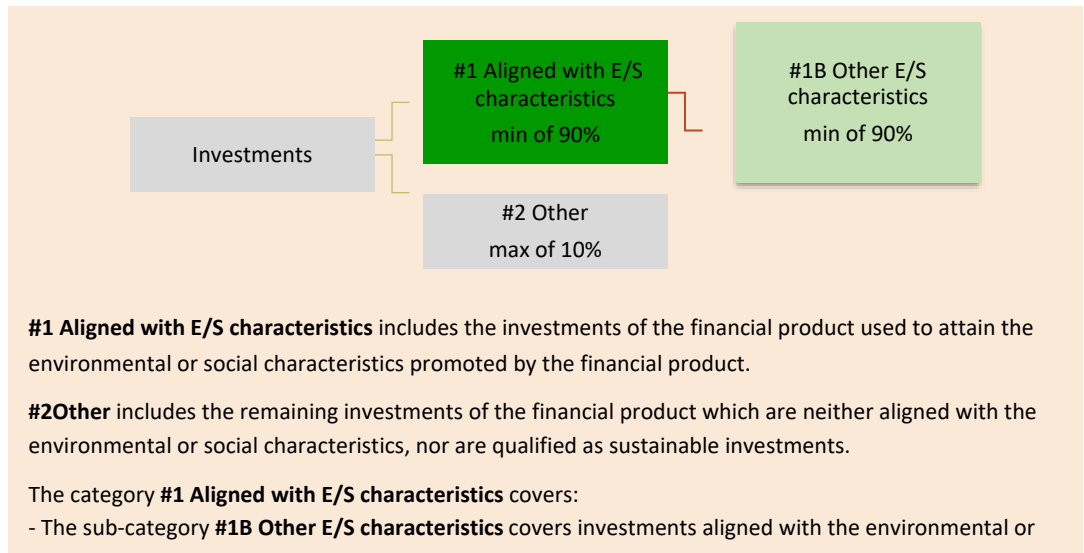 #1 Aligned with E/S
characteristics
min of 90%
#1B Other E/S
characteristics
min of 90%
Investments
#2 Other
max of 10%
#1 Aligned with E/S characteristics includes the investments of the financial product used to attain the
environmental or social characteristics promoted by the financial product.
#2Other includes the remaining investments of the financial product which are neither aligned with the
environmental or social characteristics, nor are qualified as sustainable investments.
The category #1 Aligned with E/S characteristics covers:
- The sub-category #1B Other E/S characteristics covers investments aligned with the environmental or